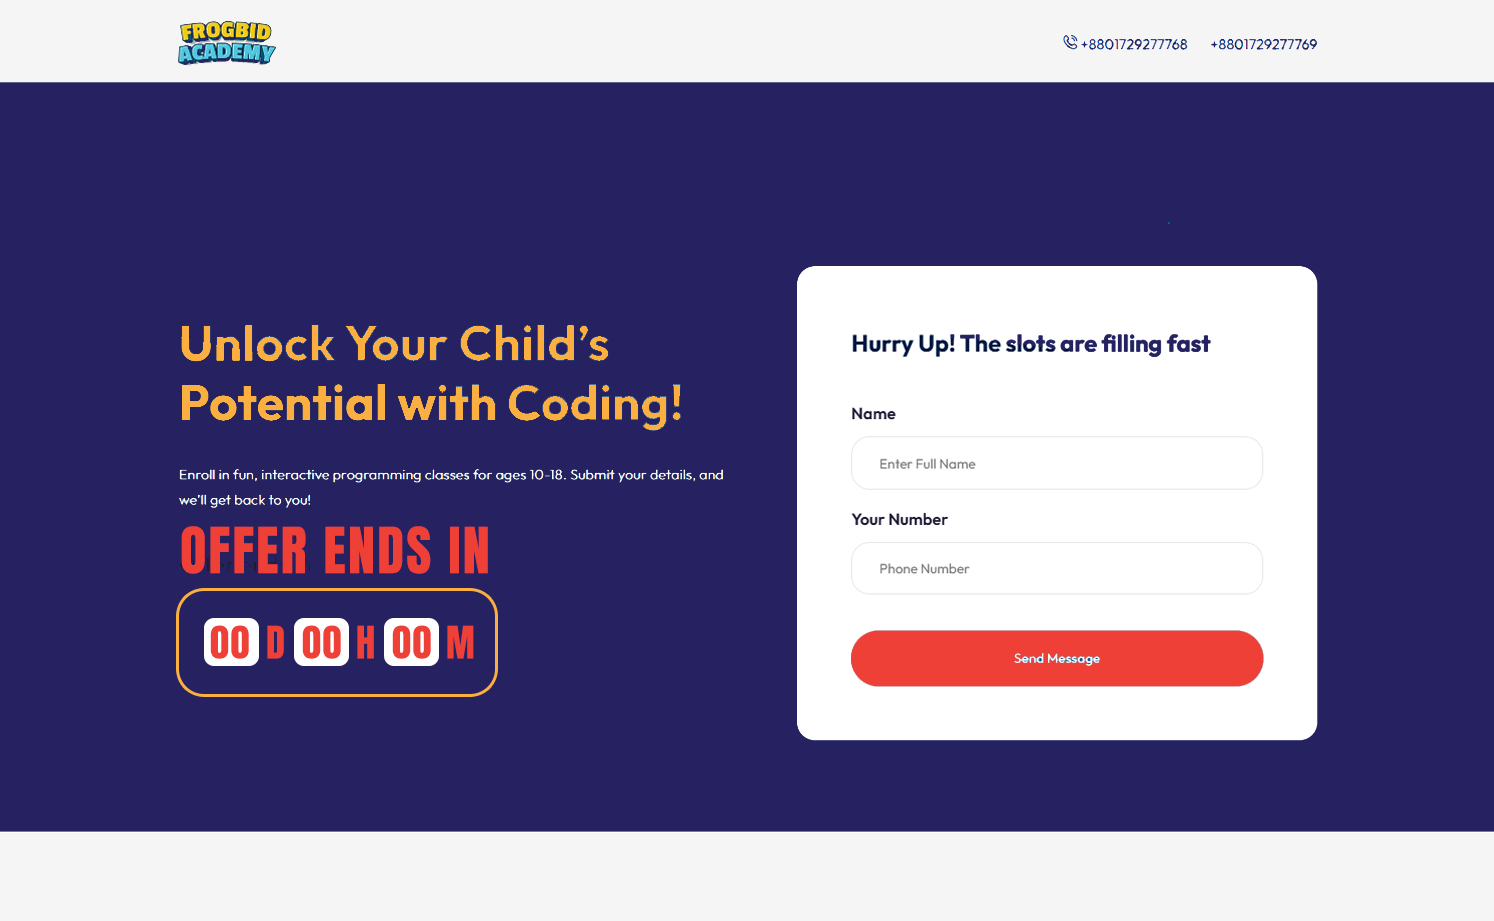 FROGBID
ACADEMY
+8801729277768 +8801729277769
Unlock Your Child’s
Potential with Coding!
Enroll in fun, interactive programming classes for ages 10-18. Submit your details, and
we'll get back to you!
OFFER ENDS IN
00 D 00 H 00 M
Hurry Up! The slots are filling fast
Name
Enter Full Name
Your Number
Phone Number
Send Message